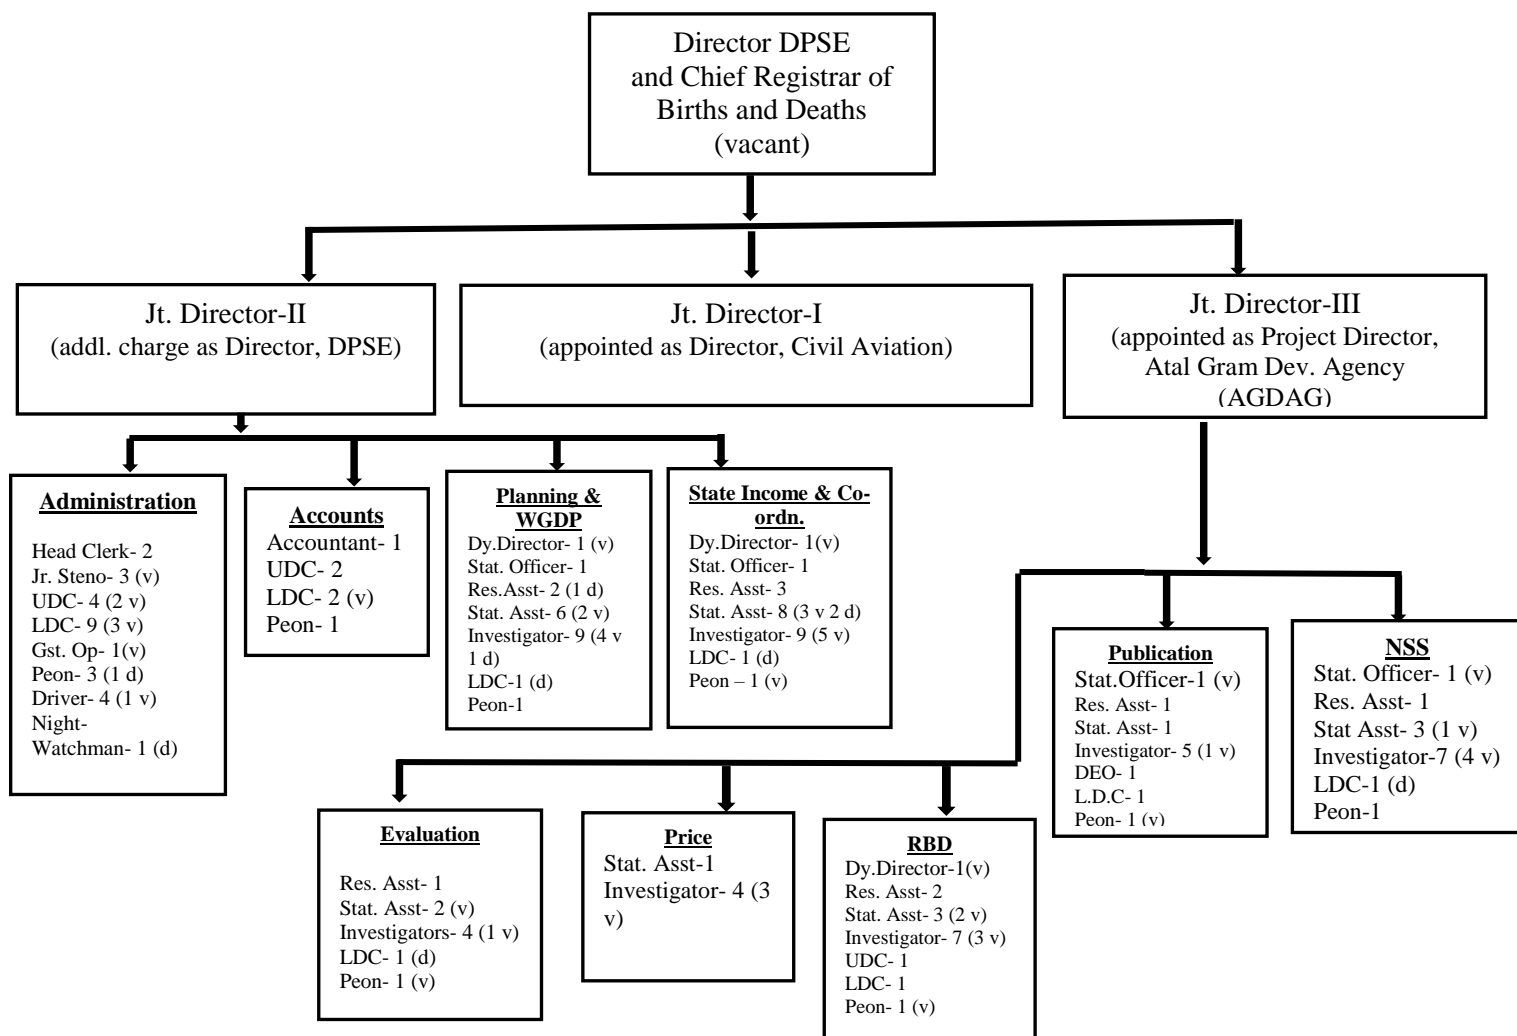 Director DPSE
and Chief Registrar of
Births and Deaths
(vacant)
Jt. Director-II
(addl. charge as Director, DPSE)
Jt. Director-I
(appointed as Director, Civil Aviation)
Jt. Director-III
(appointed as Project Director,
Atal Gram Dev. Agency
(AGDAG)
Administration
Head Clerk- 2
Jr. Steno- 3 (v)
UDC- 4 (2 v)
LDC- 9 (3 v)
Gst. Op- 1(v)
Peon- 3 (1 d)
Driver- 4 (1 v)
Night-
Watchman- 1 (d)
Accounts
Accountant- 1
UDC- 2
LDC- 2 (v)
Peon- 1
Planning &
WGDP
Dy.Director- 1 (v)
Stat. Officer- 1
Res.Asst- 2 (1 d)
Stat. Asst- 6 (2 v)
Investigator- 9 (4 v
1 d)
LDC-1 (d)
Peon-1
State Income & Co-
ordn.
Dy.Director- 1(v)
Stat. Officer- 1
Res. Asst- 3
Stat. Asst- 8 (3 v 2 d)
Investigator- 9 (5 v)
LDC- 1 (d)
Peon – 1 (v)
Publication
Stat.Officer-1 (v)
Res. Asst- 1
Stat. Asst- 1
Investigator- 5 (1 v)
DEO- 1
L.D.C- 1
Peon- 1 (v)
NSS
Stat. Officer- 1 (v)
Res. Asst- 1
Stat Asst- 3 (1 v)
Investigator-7 (4 v)
LDC-1 (d)
Peon-1
Evaluation
Res. Asst- 1
Stat. Asst- 2 (v)
Investigators- 4 (1 v)
LDC- 1 (d)
Peon- 1 (v)
Price
Stat. Asst-1
Investigator- 4 (3
v)
RBD
Dy.Director-1(v)
Res. Asst- 2
Stat. Asst- 3 (2 v)
Investigator- 7 (3 v)
UDC- 1
LDC- 1
Peon- 1 (v)